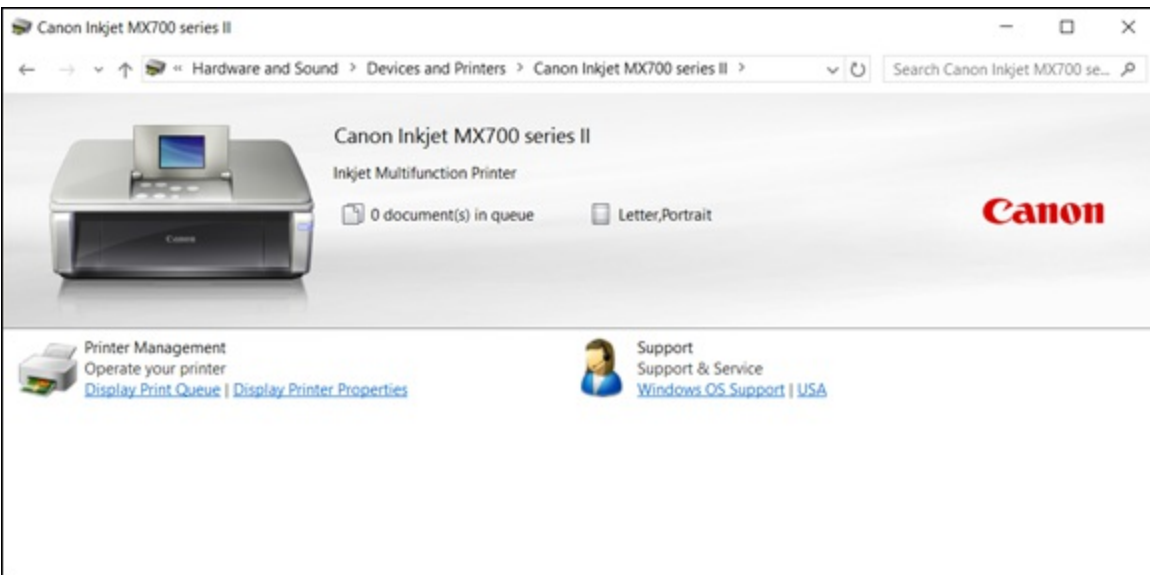 Canon Inkjet MX700 series II
« Hardware and Sound > Devices and Printers > Canon Inkjet MX700 series II >
Search Canon Inkjet MX700 se...
Canon Inkjet MX700 series II
Inkjet Multifunction Printer
0 document(s) in queue
Letter,Portrait
Canon
Canon
Printer Management
Operate your printer
Display Print Queue | Display Printer Properties
Support
Support & Service
Windows OS Support | USA